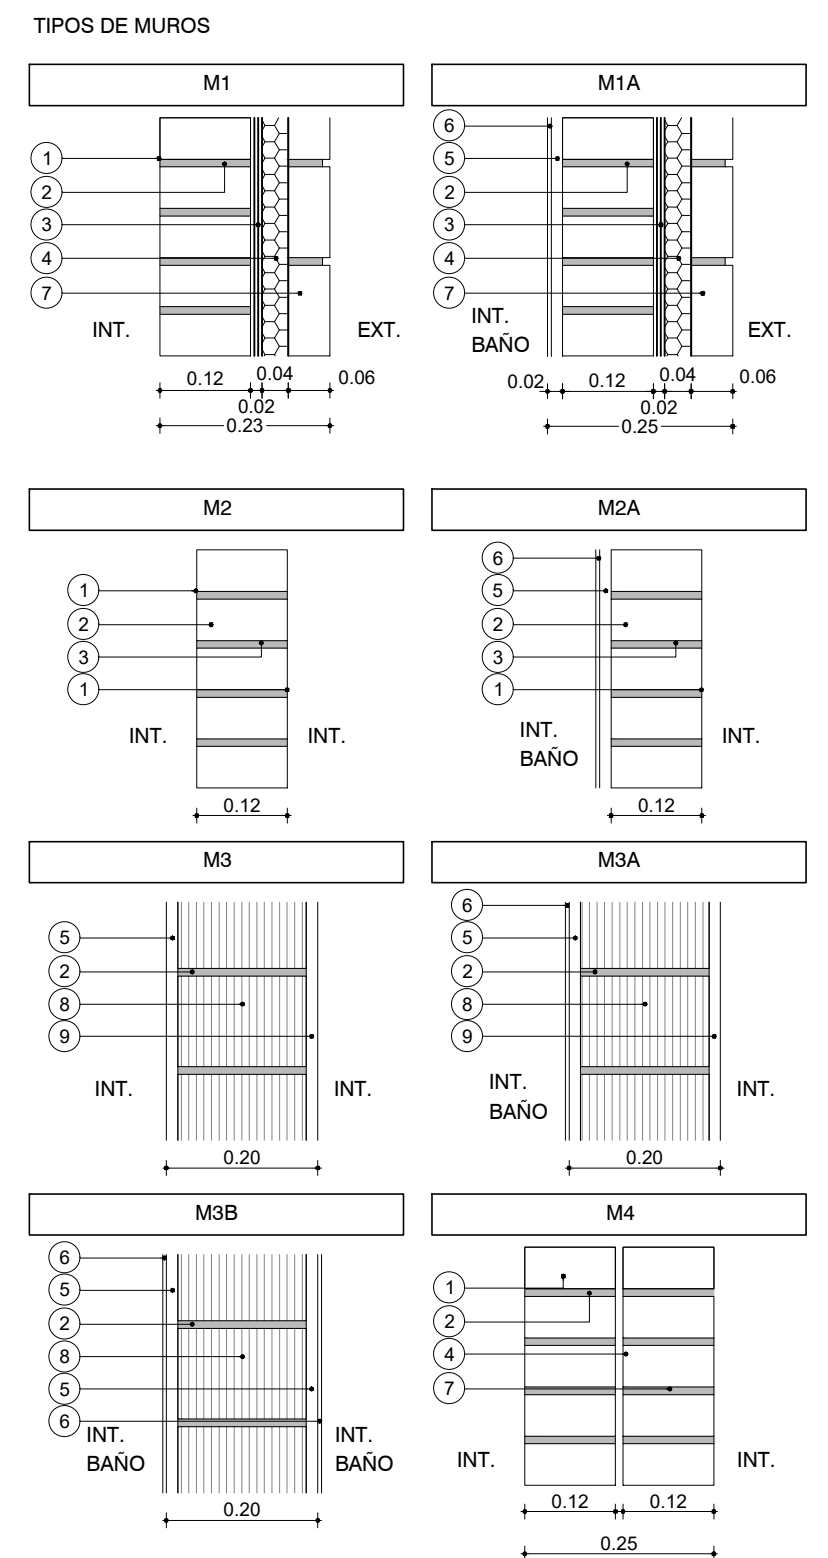 TIPOS DE MUROS
M1
1
2
3
4
7
INT.
EXT.
0.12
0.04
0.06
0.02
0.23
M1A
6
5
2
3
4
7
INT.
BAÑO
EXT.
0.02
0.12
0.04
0.06
0.02
0.25
M2
1
2
3
1
INT.
INT.
0.12
M2A
6
5
2
3
1
INT.
BAÑO
INT.
0.12
M3
5
2
8
9
INT.
INT.
0.20
M3A
6
5
2
8
9
INT.
BAÑO
INT.
0.20
M3B
6
5
2
8
5
6
INT.
BAÑO
INT.
BAÑO
0.20
M4
1
2
4
7
INT.
INT.
0.12
0.12
0.25